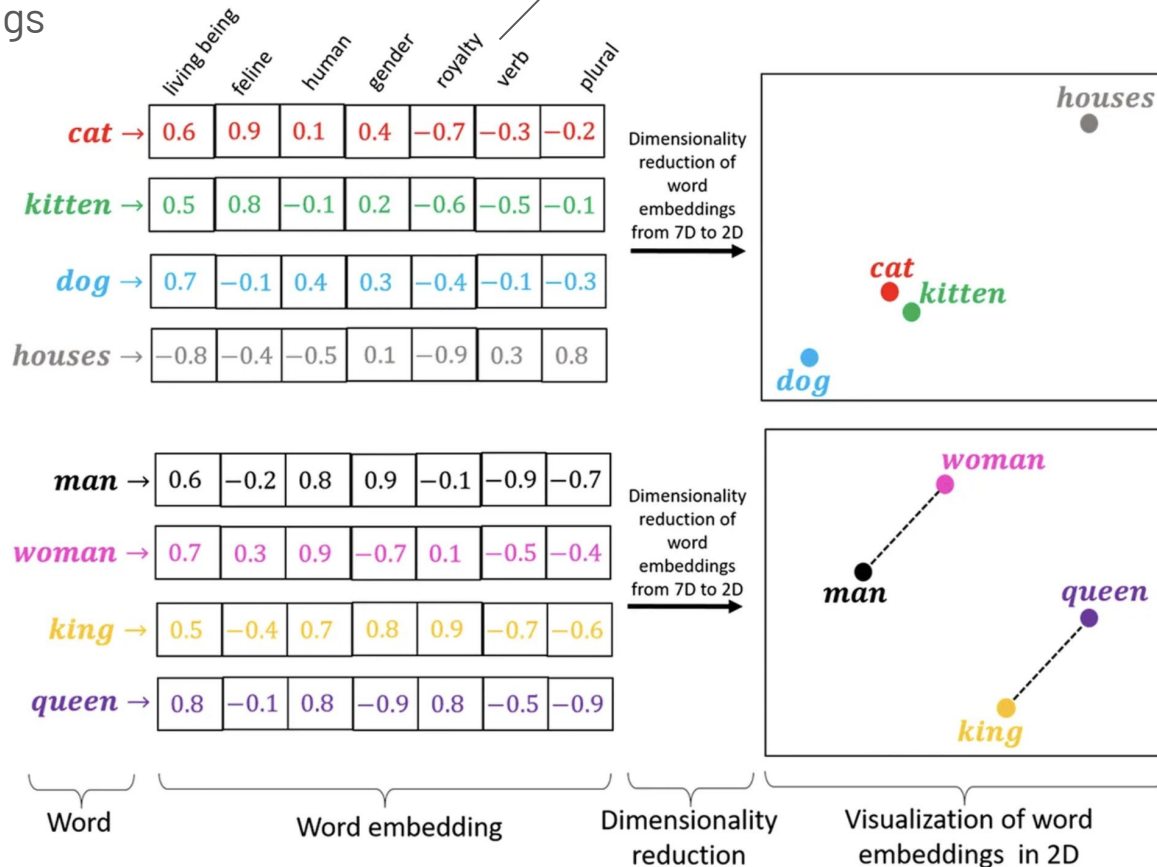 gs
living being feline human gender royalty verb plural
cat → 0.6 0.9 0.1 0.4 −0.7 −0.3 −0.2
kitten → 0.5 0.8 −0.1 0.2 −0.6 −0.5 −0.1
dog → 0.7 −0.1 0.4 0.3 −0.4 −0.1 −0.3
houses → −0.8 −0.4 −0.5 0.1 −0.9 0.3 0.8
Dimensionality
reduction of
word
embeddings
from 7D to 2D
houses
cat
kitten
dog
man → 0.6 −0.2 0.8 0.9 −0.1 −0.9 −0.7
woman → 0.7 0.3 0.9 −0.7 0.1 −0.5 −0.4
king → 0.5 −0.4 0.7 0.8 0.9 −0.7 −0.6
queen → 0.8 −0.1 0.8 −0.9 0.8 −0.5 −0.9
Dimensionality
reduction of
word
embeddings
from 7D to 2D
woman
man
queen
king
Word
Word embedding
Dimensionality
reduction
Visualization of word
embeddings in 2D